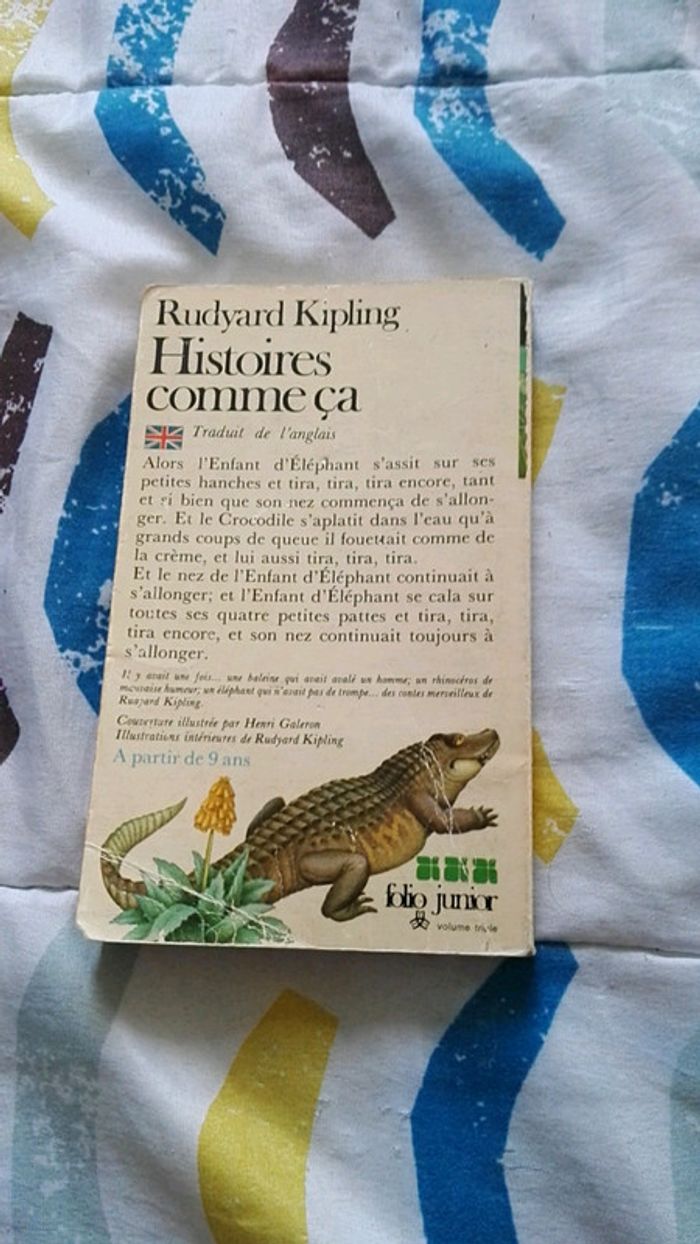 Rudyard Kipling
Histoires
comme ça
Traduit de l'anglais
Alors l'Enfant d'Éléphant s'assit sur ses
petites hanches et tira, tira, tira encore, tant
et si bien que son nez commença de s'allon-
ger. Et le Crocodile s'aplatit dans l'eau qu'à
grands coups de queue il fouettait comme de
la crème, et lui aussi tira, tira, tira.
Et le nez de l'Enfant d'Éléphant continuait à
s'allonger; et l'Enfant d'Éléphant se cala sur
toutes ses quatre petites pattes et tira, tira,
tira encore, et son nez continuait toujours à
s'allonger.
Il y avait une fois... une baleine qui avait avalé un homme; un rhinocéros de
mauvaise humeur; un éléphant qui n'avait pas de trompe... des contes merveilleux de
Rudyard Kipling.
Couverture illustrée par Henri Galeron
Illustrations intérieures de Rudyard Kipling
A partir de 9 ans
folio junior
volume triple